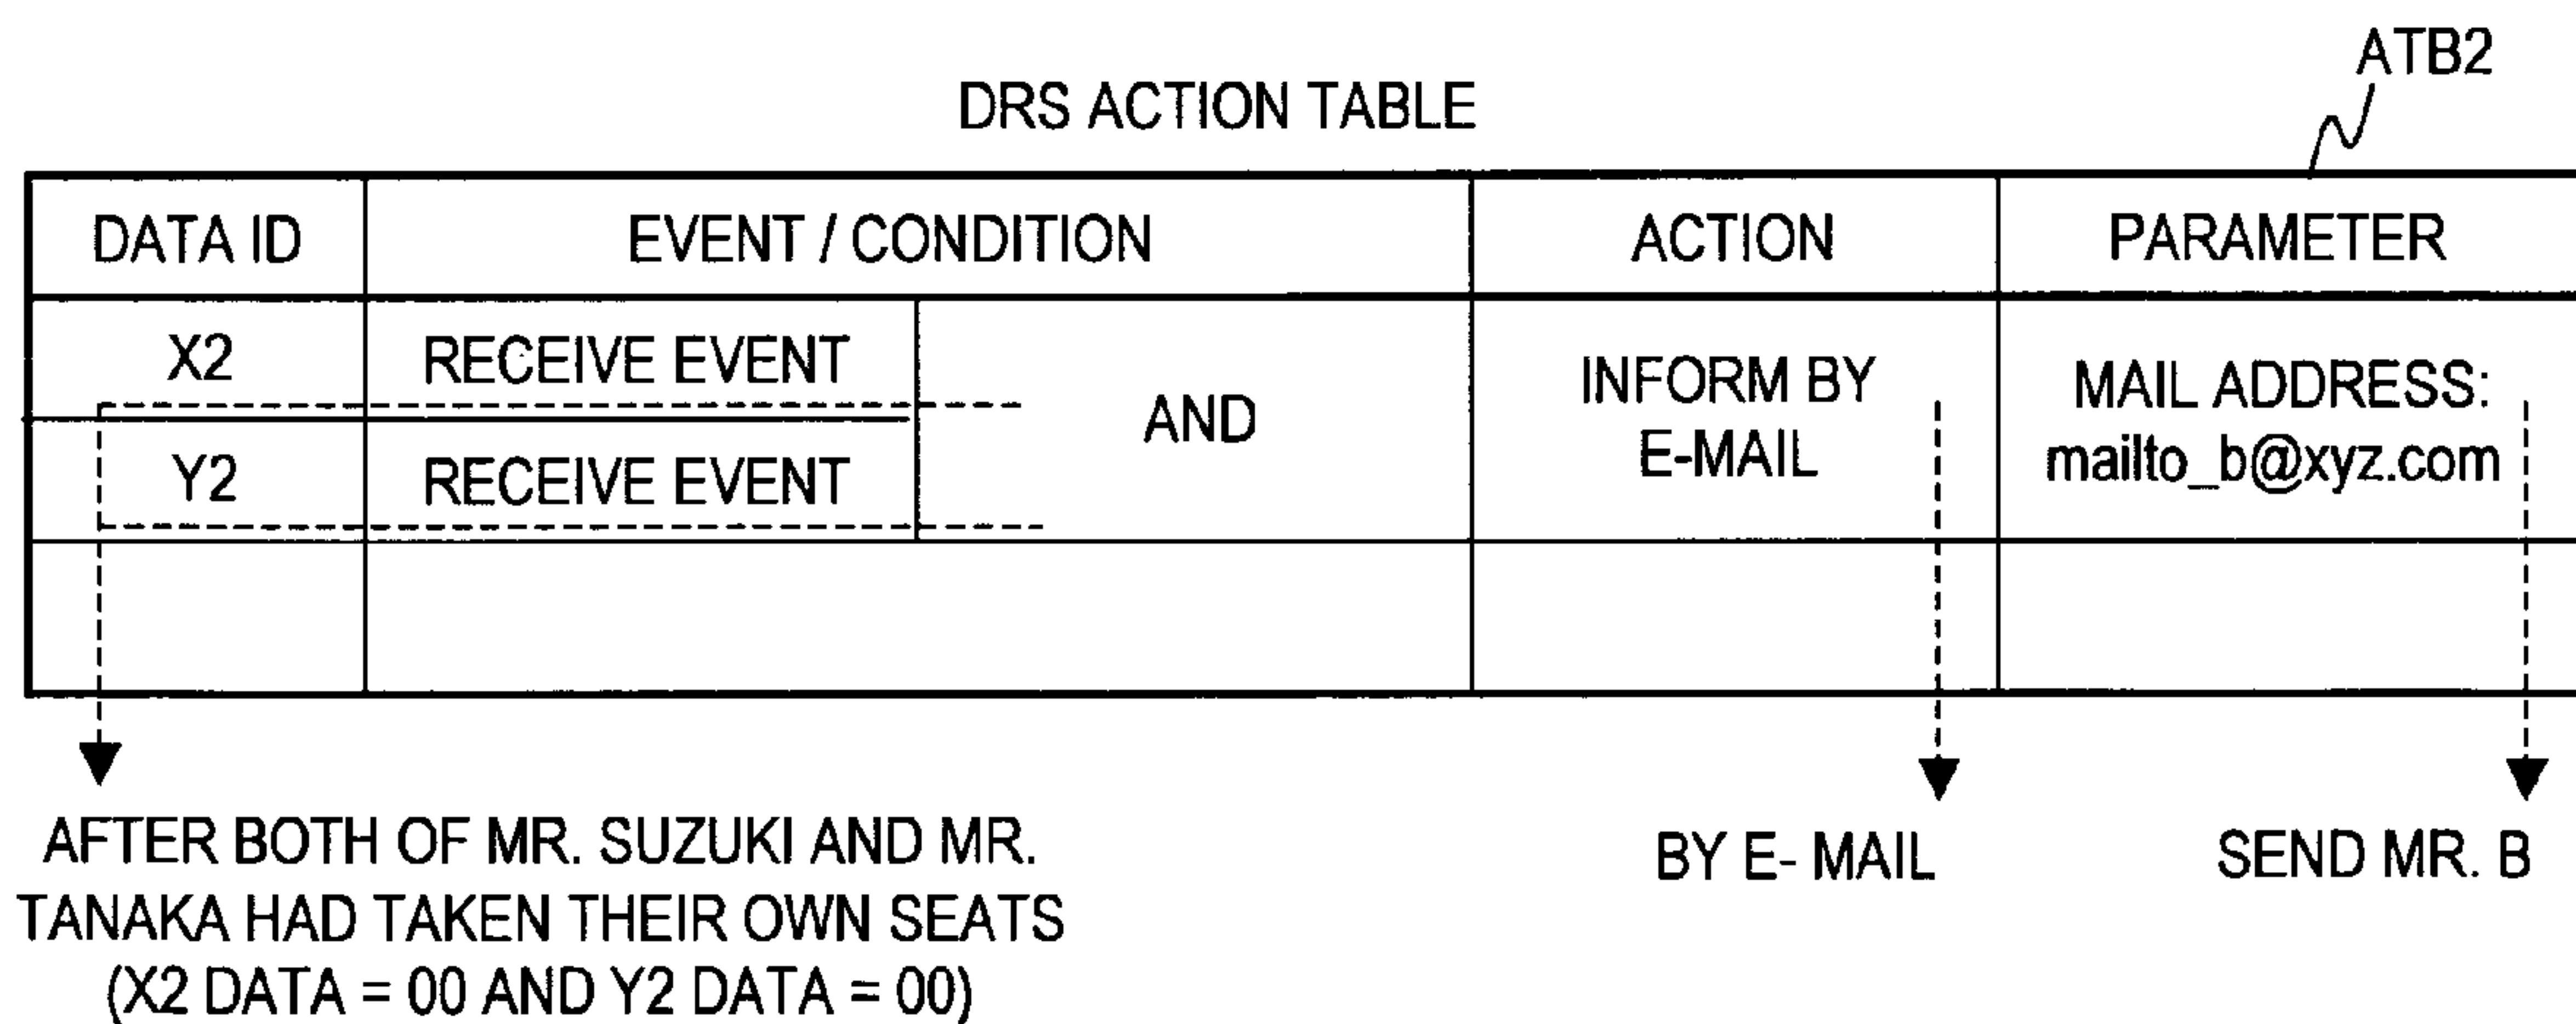 ATB2
DRS ACTION TABLE
DATA ID
EVENT / CONDITION
ACTION
PARAMETER
X2
RECEIVE EVENT
Y2
RECEIVE EVENT
AND
INFORM BY
E-MAIL
MAIL ADDRESS:
mailto_b@xyz.com
AFTER BOTH OF MR. SUZUKI AND MR.
TANAKA HAD TAKEN THEIR OWN SEATS
(X2 DATA = 00 AND Y2 DATA = 00)
BY E- MAIL
SEND MR. B